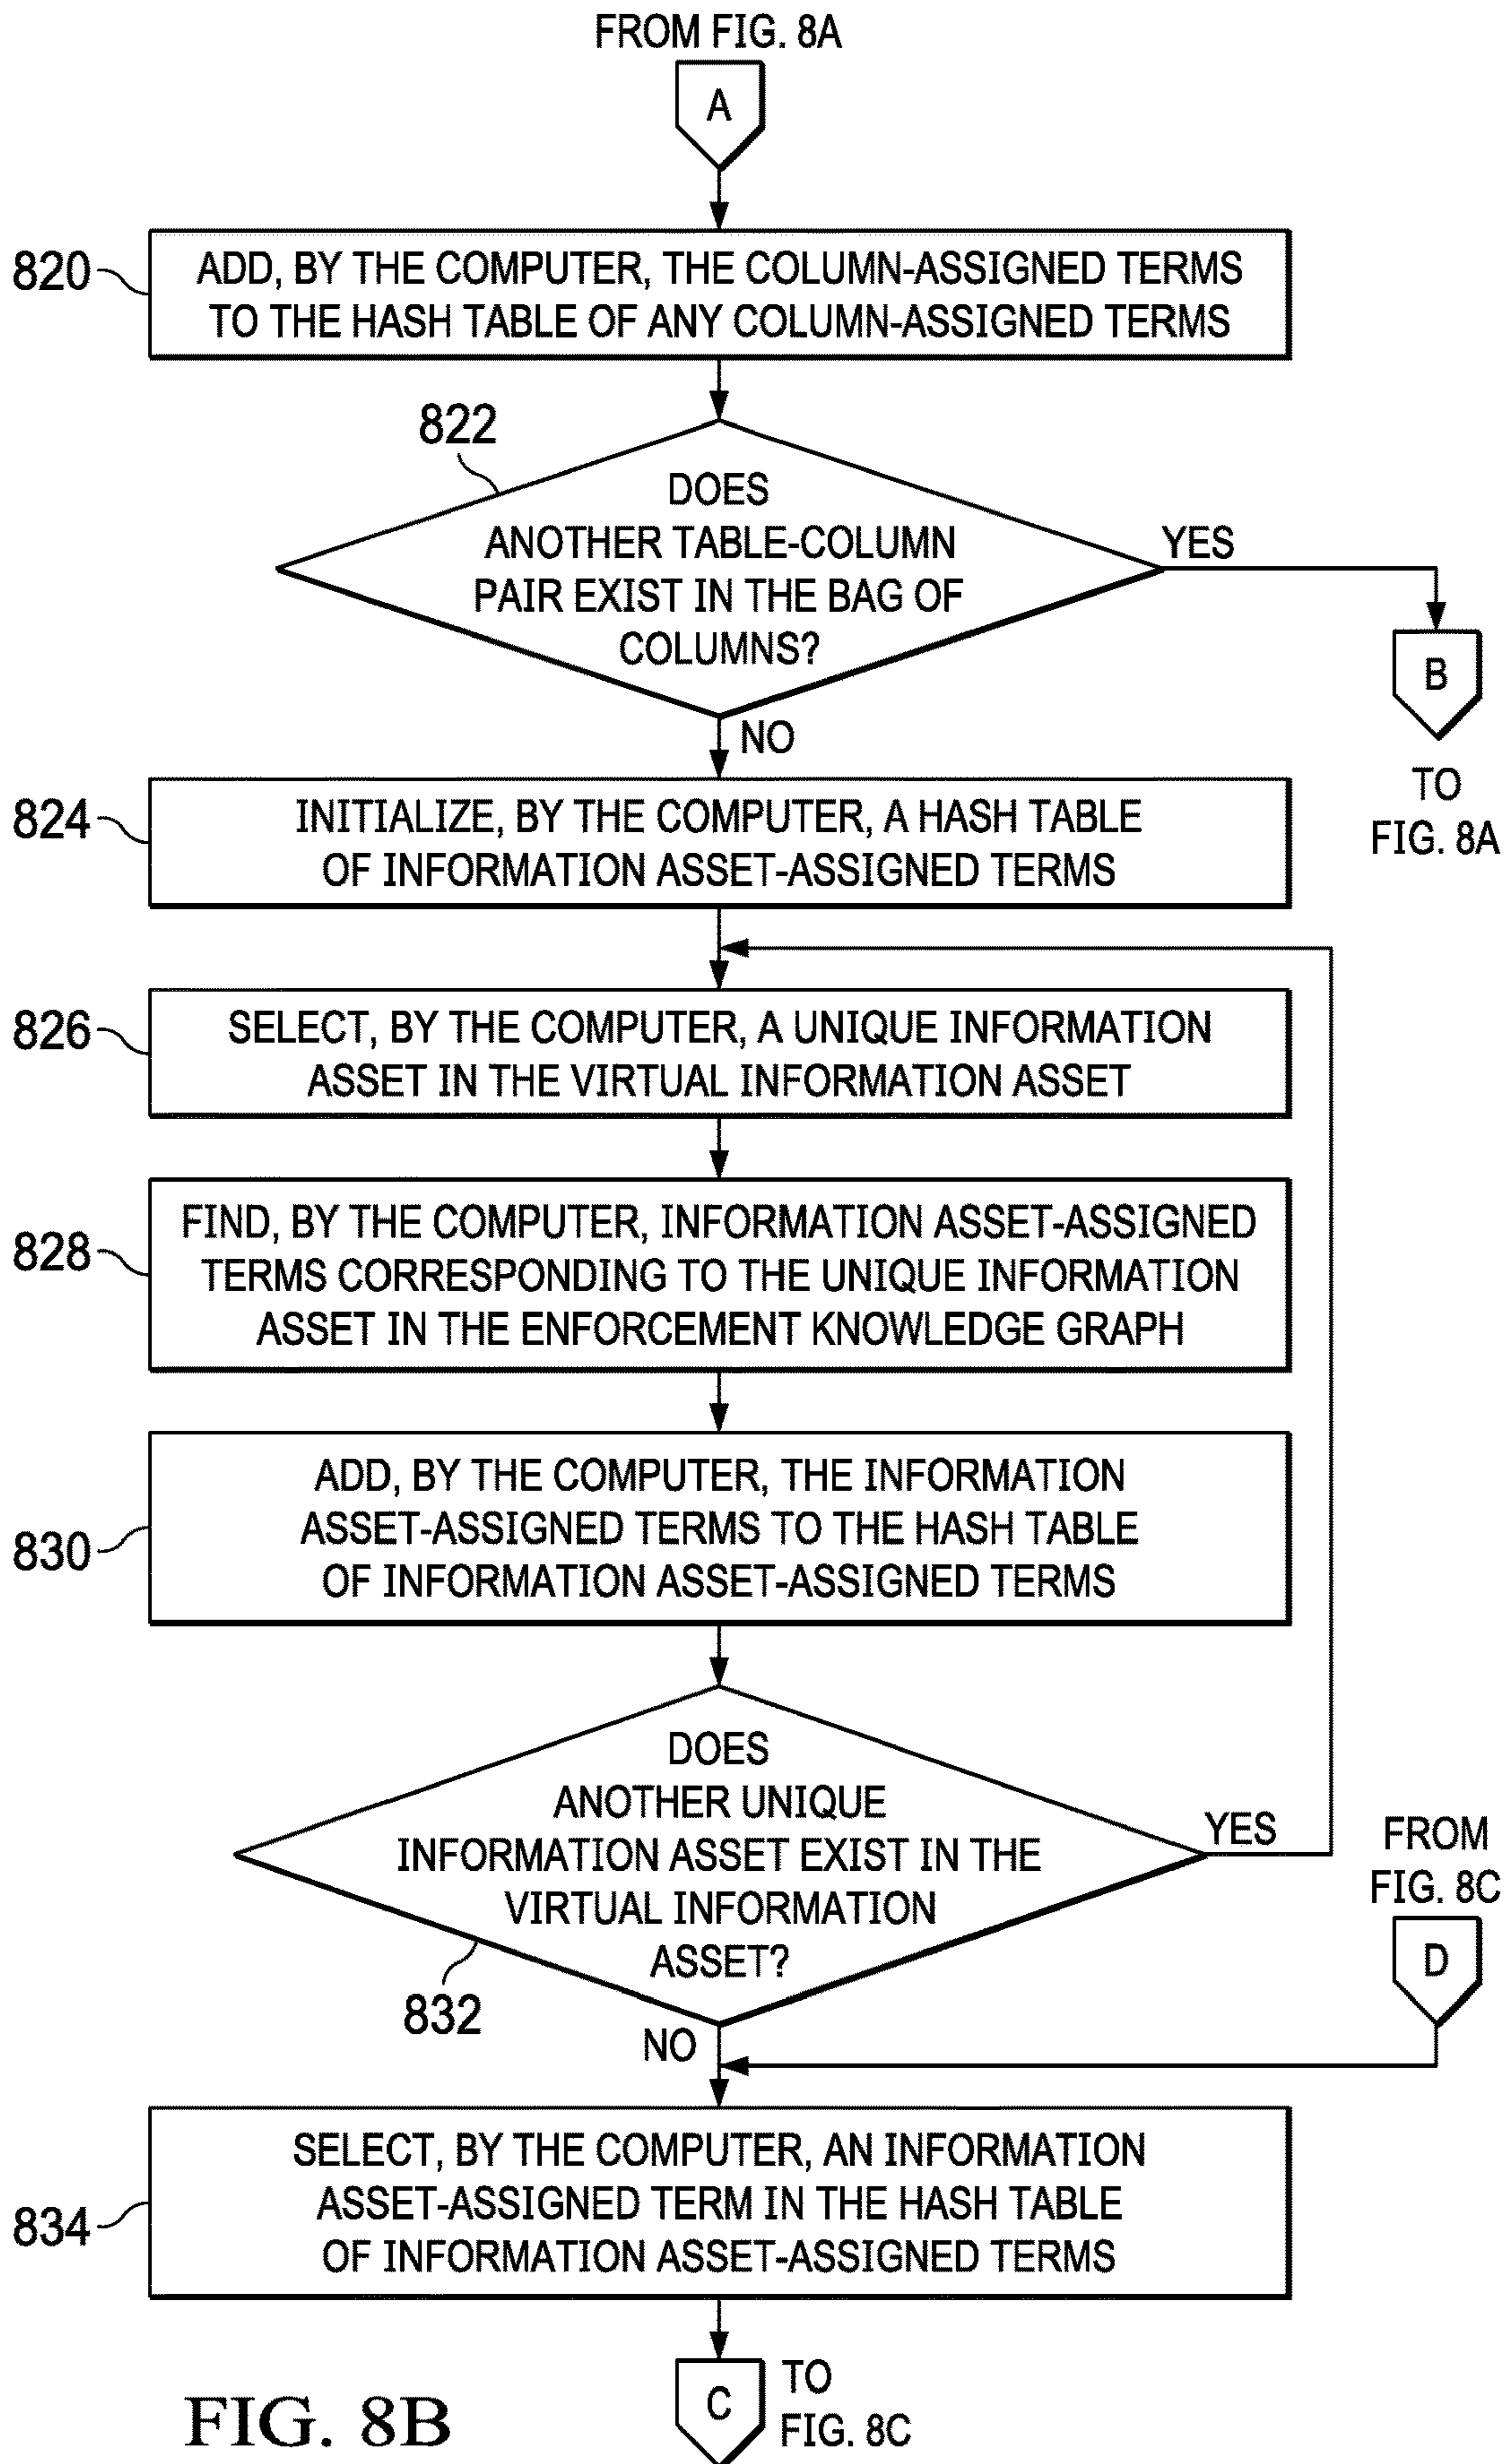 FROM FIG. 8A
A
820
ADD, BY THE COMPUTER, THE COLUMN-ASSIGNED TERMS
TO THE HASH TABLE OF ANY COLUMN-ASSIGNED TERMS
822
DOES
ANOTHER TABLE-COLUMN
PAIR EXIST IN THE BAG OF
COLUMNS?
YES
B
TO
FIG. 8A
NO
824
INITIALIZE, BY THE COMPUTER, A HASH TABLE
OF INFORMATION ASSET-ASSIGNED TERMS
826
SELECT, BY THE COMPUTER, A UNIQUE INFORMATION
ASSET IN THE VIRTUAL INFORMATION ASSET
828
FIND, BY THE COMPUTER, INFORMATION ASSET-ASSIGNED
TERMS CORRESPONDING TO THE UNIQUE INFORMATION
ASSET IN THE ENFORCEMENT KNOWLEDGE GRAPH
830
ADD, BY THE COMPUTER, THE INFORMATION
ASSET-ASSIGNED TERMS TO THE HASH TABLE
OF INFORMATION ASSET-ASSIGNED TERMS
DOES
ANOTHER UNIQUE
INFORMATION ASSET EXIST IN THE
VIRTUAL INFORMATION
ASSET?
YES
832
NO
FROM
FIG. 8C
D
834
SELECT, BY THE COMPUTER, AN INFORMATION
ASSET-ASSIGNED TERM IN THE HASH TABLE
OF INFORMATION ASSET-ASSIGNED TERMS
C
TO
FIG. 8C
FIG. 8B